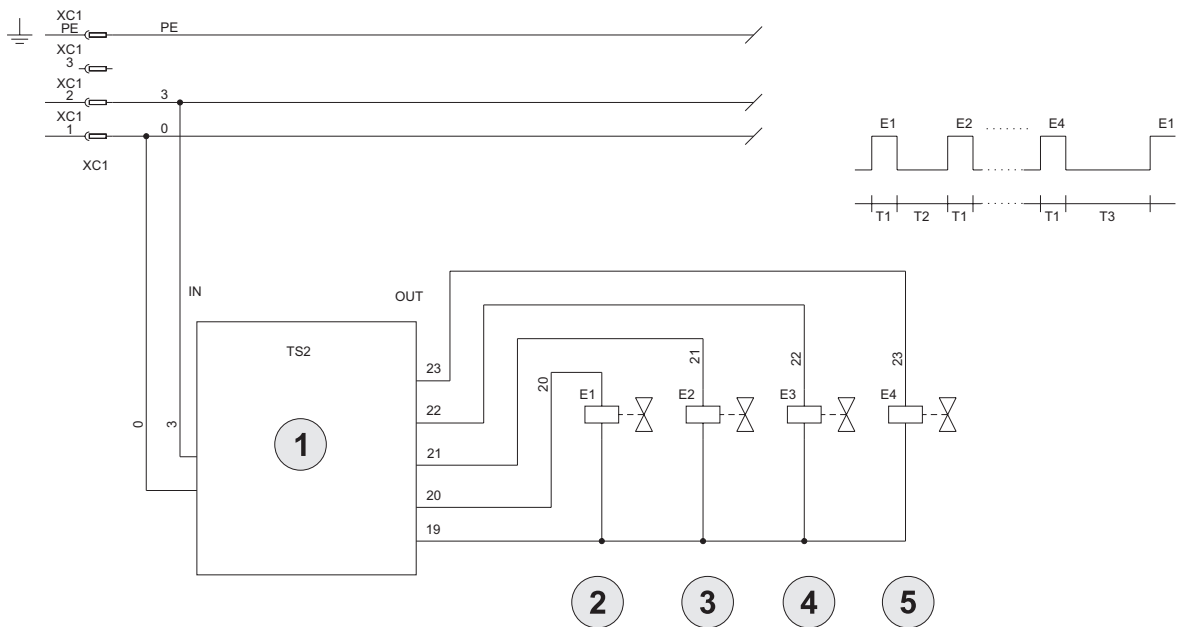 XC1
PE PE
XC1
3
XC1
2 3
XC1
1 0
XC1
E1 E2 ....... E4 E1
T1 T2 T1 T1 T3
IN OUT
TS2
0
3
1
23
22
21
20
19
20
21
22
23
E1 E2 E3 E4
2 3 4 5